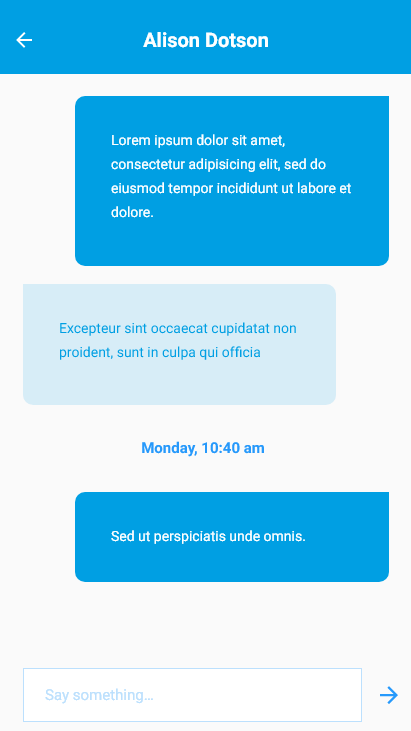 Alison Dotson
Lorem ipsum dolor sit amet,
consectetur adipisicing elit, sed do
eiusmod tempor incididunt ut labore et
dolore.
Excepteur sint occaecat cupidatat non
proident, sunt in culpa qui officia
Monday, 10:40 am
Sed ut perspiciatis unde omnis.
Say something...